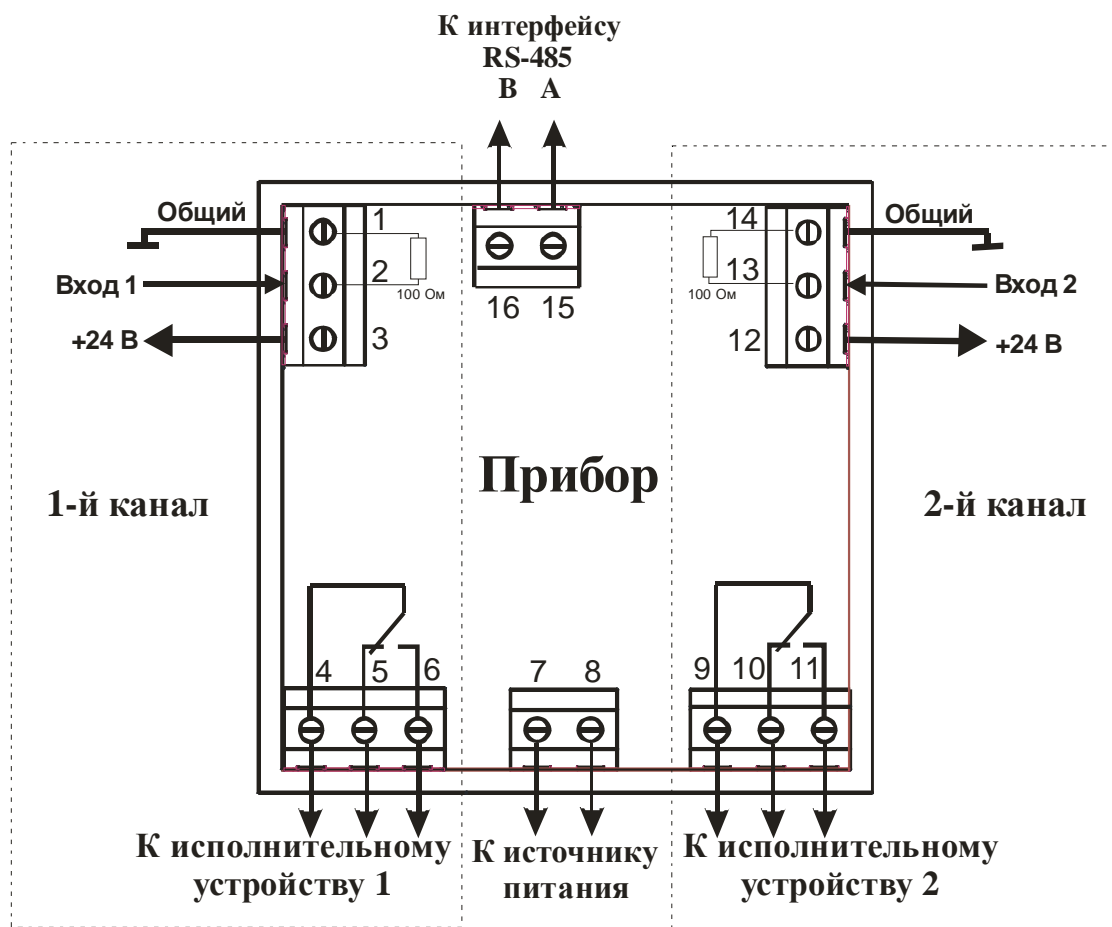 К интерфейсу
RS-485
В А
Общий
1
14
Общий
Вход 1
2
100 Ом
16 15
100 Ом
13
Вход 2
+24 В
3
12
+24 В
Прибор
1-й канал
2-й канал
4 5 6
7 8
9 10 11
К исполнительному
устройству 1
К источнику
питания
К исполнительному
устройству 2